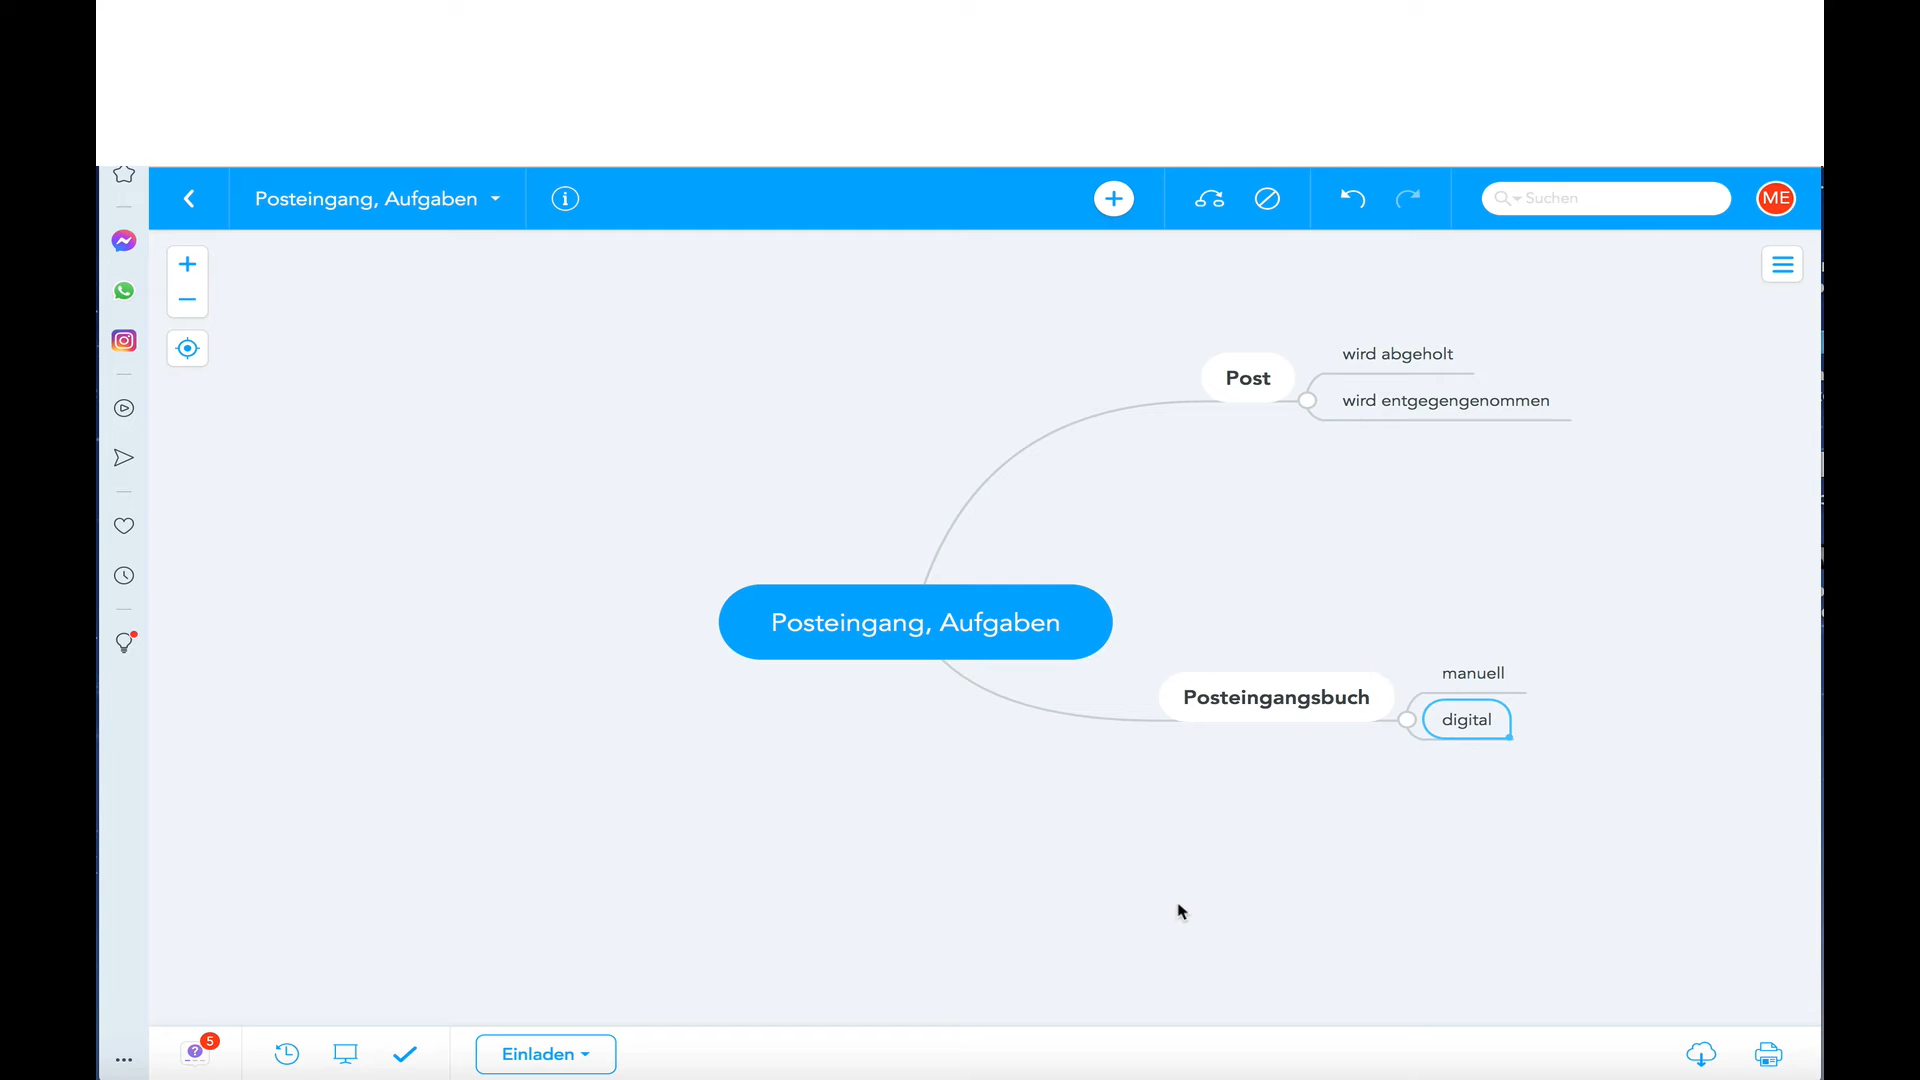 Posteingang, Aufgaben
Suchen
ME
Post
wird abgeholt
wird entgegengenommen
Posteingang, Aufgaben
Posteingangsbuch
manuell
digital
5
Einladen